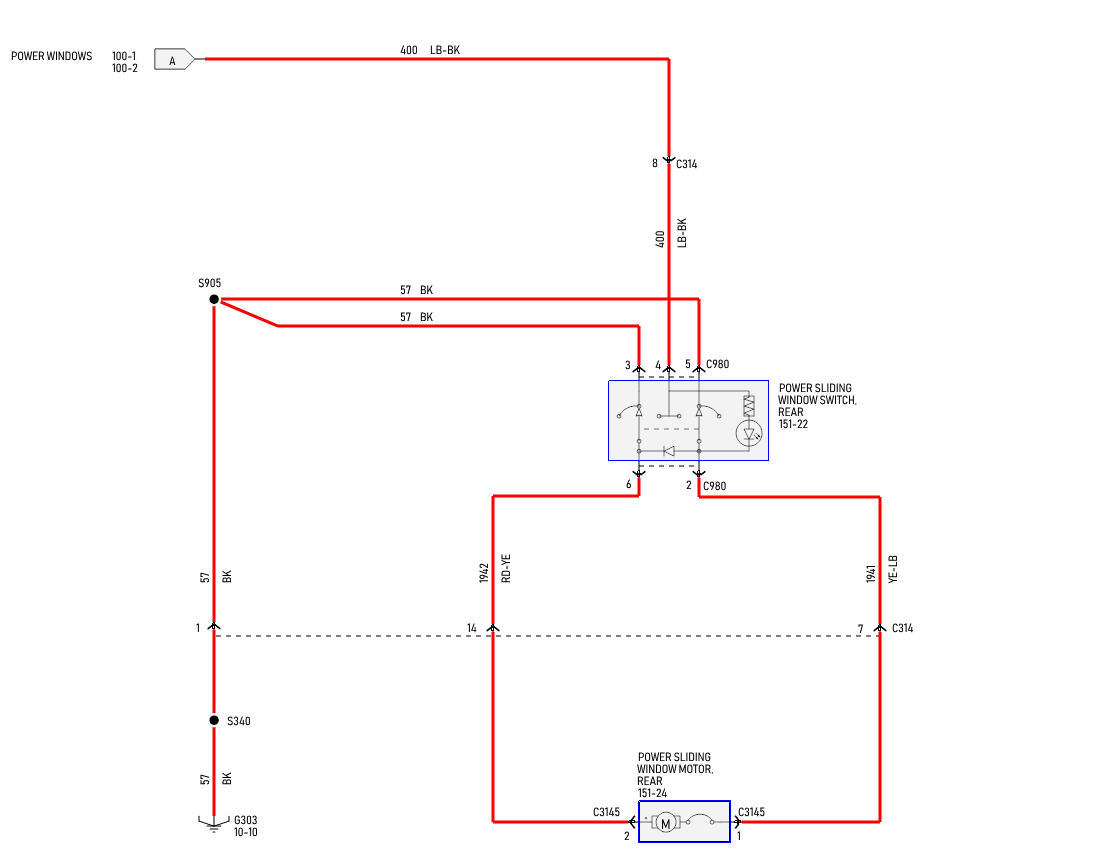 POWER WINDOWS
100-1
100-2
A
400 LB-BK
8
C314
400
LB-BK
S905
57 BK
57 BK
3
4
5
C980
POWER SLIDING
WINDOW SWITCH,
REAR
151-22
6
2
C980
57
BK
1942
RD-YE
1941
YE-LB
1
14
7
C314
S340
57
BK
POWER SLIDING
WINDOW MOTOR,
REAR
151-24
C3145
C3145
M
2
1
G303
10-10